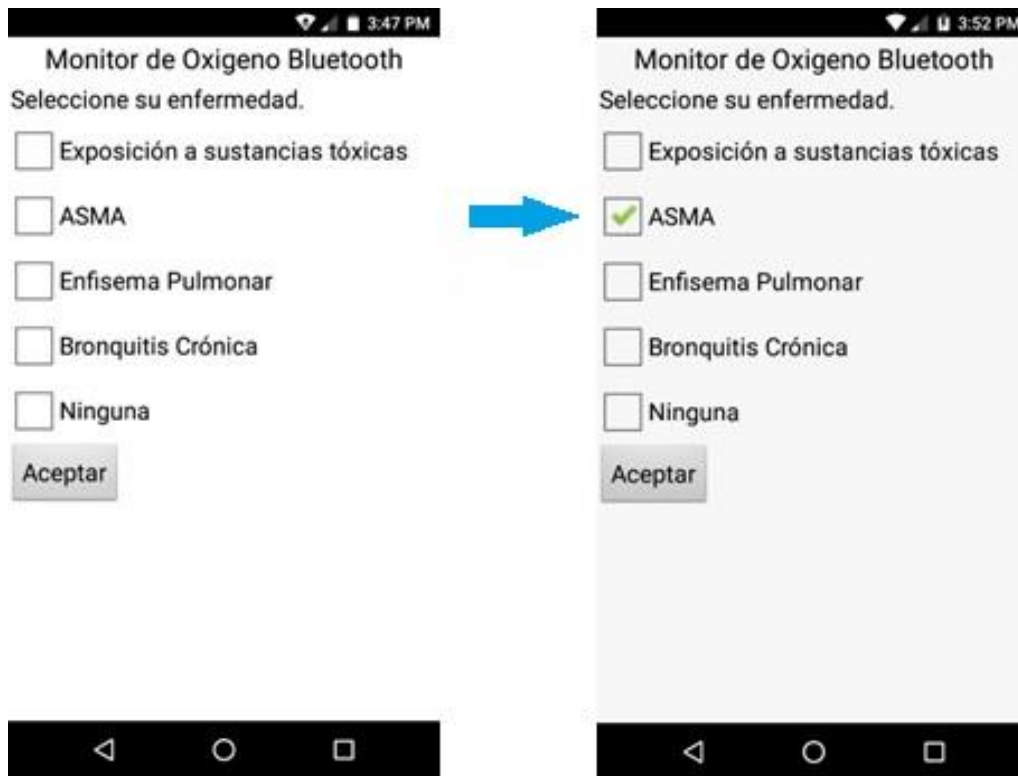 3:47 PM
Monitor de Oxigeno Bluetooth
Seleccione su enfermedad.
Exposición a sustancias tóxicas
ASMA
Enfisema Pulmonar
Bronquitis Crónica
Ninguna
Aceptar
3:52 PM
Monitor de Oxigeno Bluetooth
Seleccione su enfermedad.
Exposición a sustancias tóxicas
ASMA
Enfisema Pulmonar
Bronquitis Crónica
Ninguna
Aceptar